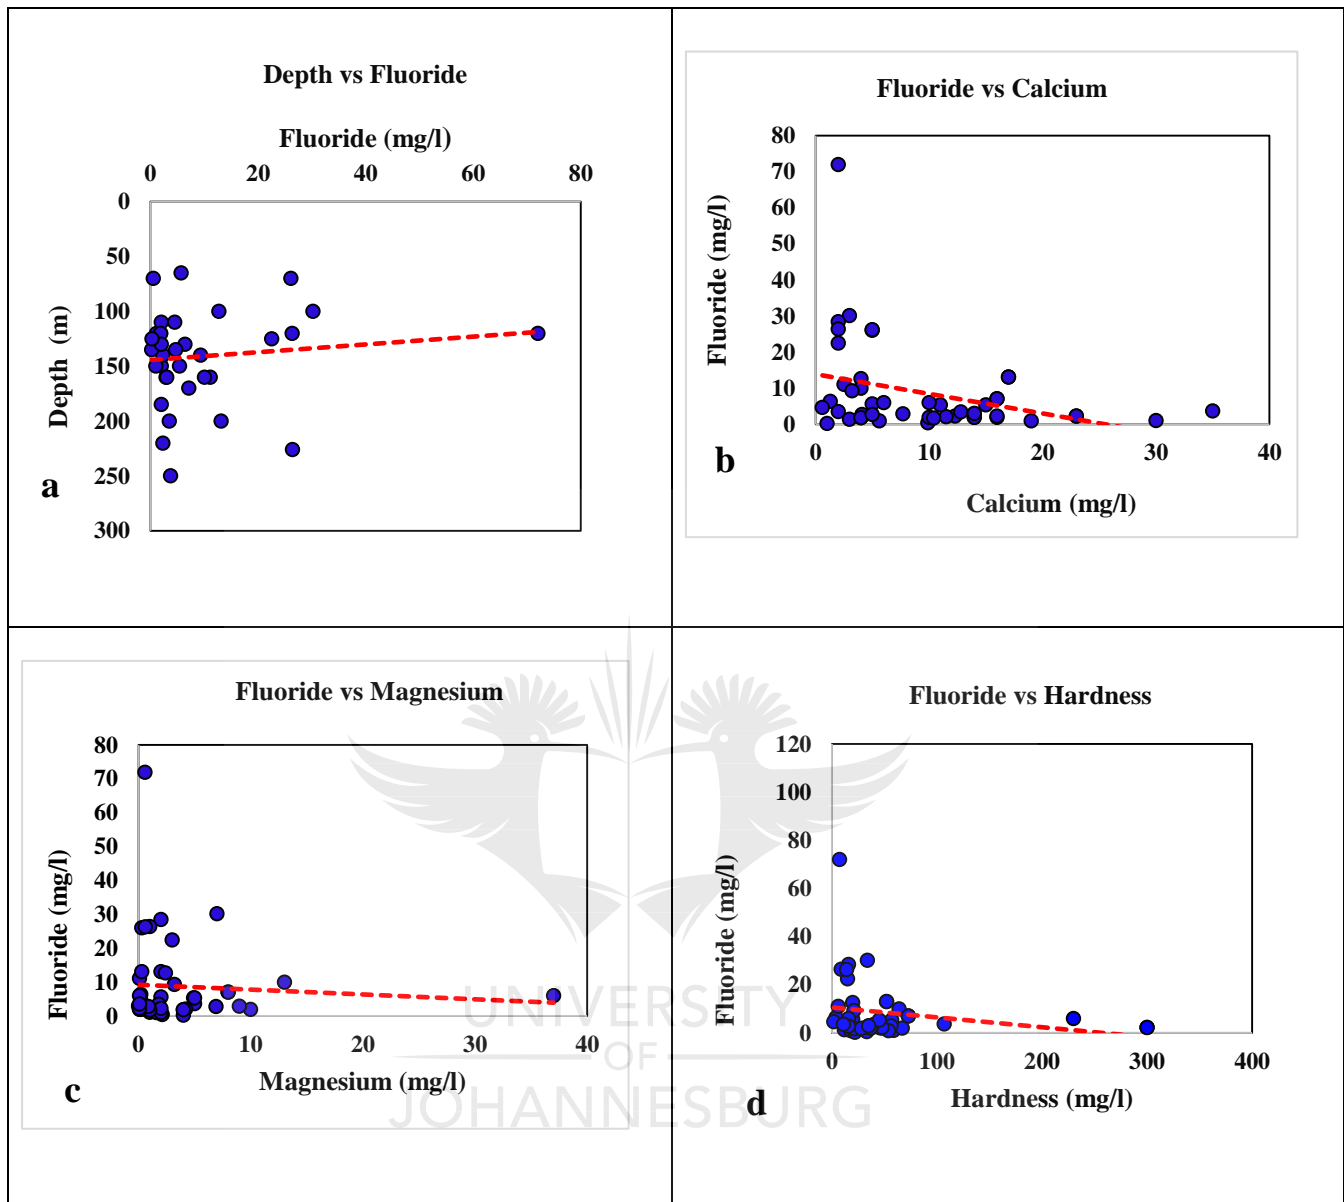 Depth vs Fluoride
Fluoride (mg/l)
0 20 40 60 80
0
50
100
150
200
250
300
Depth (m)
a
Fluoride vs Calcium
80
70
60
50
40
30
20
10
0
Fluoride (mg/l)
0 10 20 30 40
Calcium (mg/l)
b
Fluoride vs Magnesium
80
70
60
50
40
30
20
10
0
Fluoride (mg/l)
0 10 20 30 40
Magnesium (mg/l)
c
Fluoride vs Hardness
120
100
80
60
40
20
0
Fluoride (mg/l)
0 100 200 300 400
Hardness (mg/l)
d
UNIVERSITY
OF
JOHANNESBURG